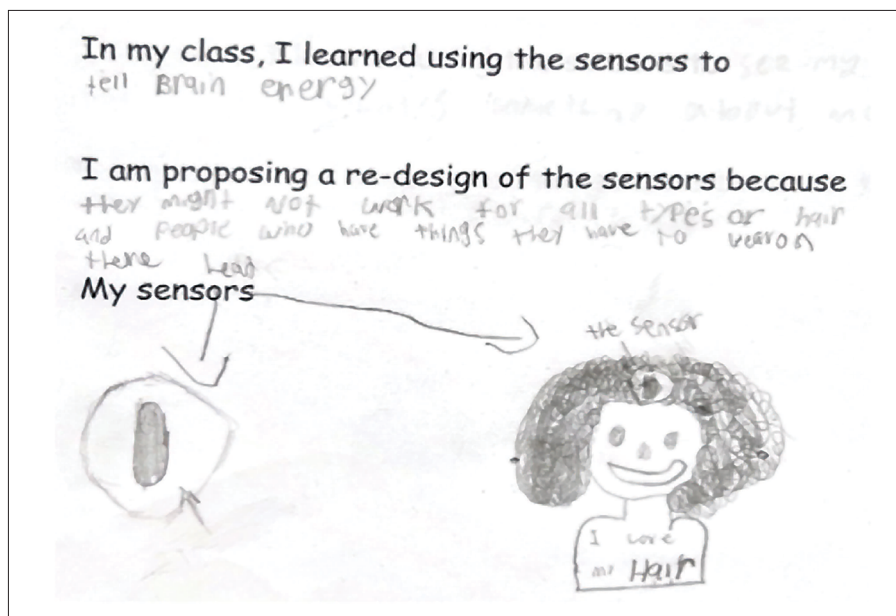 In my class, I learned using the sensors to
tell Brain energy
I am proposing a re-design of the sensors because
they might not work for all types or hair
and people who have things they have to wearon
there head
My sensors
the sensor
I love
my Hair